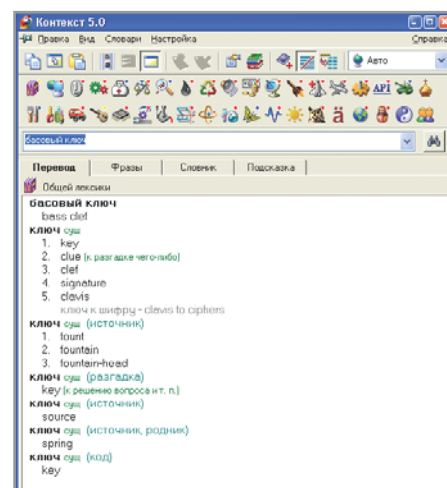 Контекст 5.0
Правка Вид Словари Настройка Справка
Авто
API
ä
басовый ключ
Перевод Фразы Словник Подсказка
Общей лексики
басовый ключ
bass clef
ключ сущ
1. key
2. clue (к разгадке чего-либо)
3. clef
4. signature
5. clavis
ключ к шифру - clavis to ciphers
ключ сущ (источник)
1. fount
2. fountain
3. fountain-head
ключ сущ (разгадка)
key (к решению вопроса и т. п.)
ключ сущ (источник)
source
ключ сущ (источник, родник)
spring
ключ сущ (код)
key